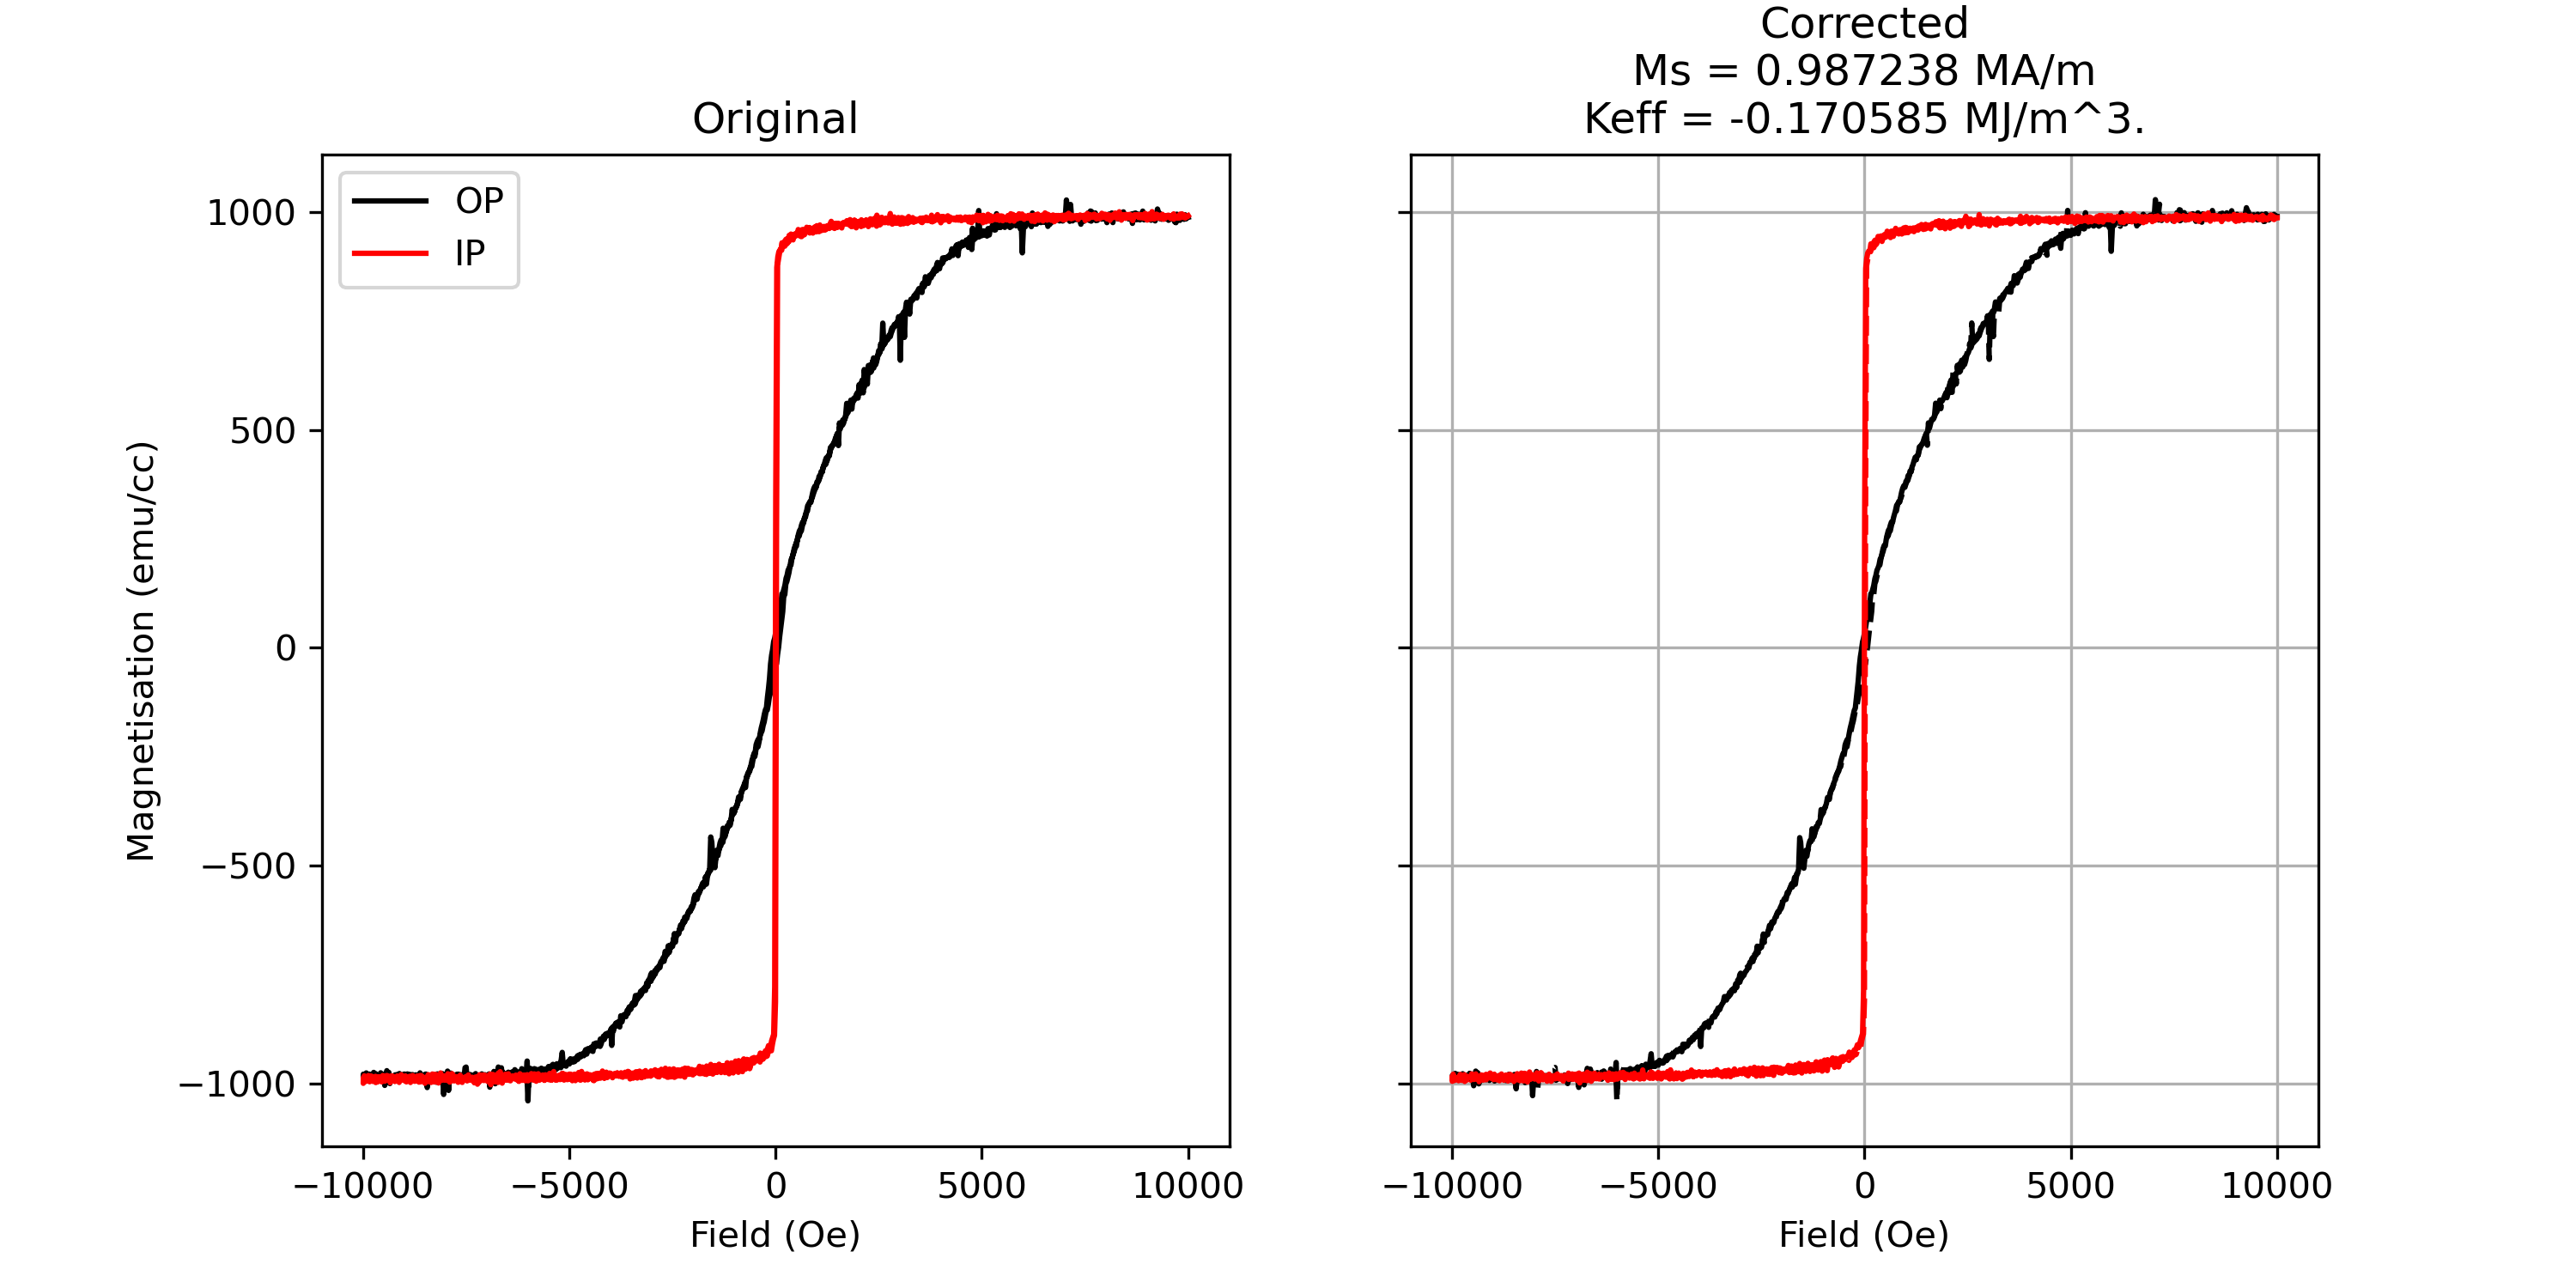 Original
OP
IP
1000
500
0
−500
−1000
Magnetisation (emu/cc)
−10000 −5000 0 5000 10000
Field (Oe)
Corrected
Ms = 0.987238 MA/m
Keff = -0.170585 MJ/m^3.
−10000 −5000 0 5000 10000
Field (Oe)